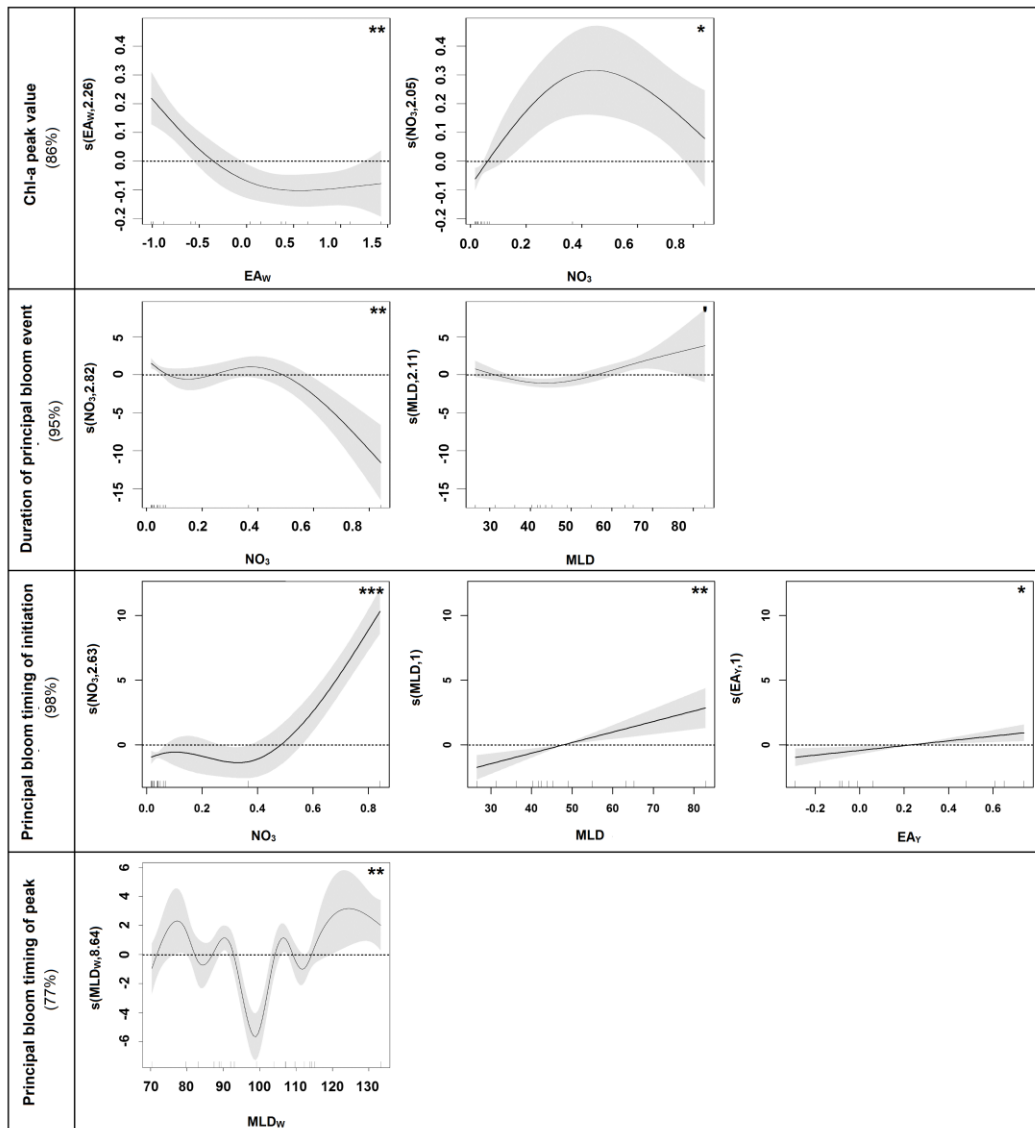 Chl-a peak value
(86%)
s(EAW,2.26)
0.4
0.3
0.2
0.1
0.0
-0.1
-0.2
**
-1.0 -0.5 0.0 0.5 1.0 1.5
EAW
s(NO3,2.05)
0.4
0.3
0.2
0.1
0.0
-0.1
-0.2
*
0.0 0.2 0.4 0.6 0.8
NO3
Duration of principal bloom event
(95%)
s(NO3,2.82)
5
0
-5
-10
-15
**
0.0 0.2 0.4 0.6 0.8
NO3
s(MLD,2.11)
5
0
-5
-10
-15
'
30 40 50 60 70 80
MLD
Principal bloom timing of initiation
(98%)
s(NO3,2.63)
10
5
0
***
0.0 0.2 0.4 0.6 0.8
NO3
s(MLD,1)
10
5
0
**
30 40 50 60 70 80
MLD
s(EAY,1)
10
5
0
*
-0.2 0.0 0.2 0.4 0.6
EAY
Principal bloom timing of peak
(77%)
s(MLDW,8.64)
6
4
2
0
-2
-4
-6
**
70 80 90 100 110 120 130
MLDW